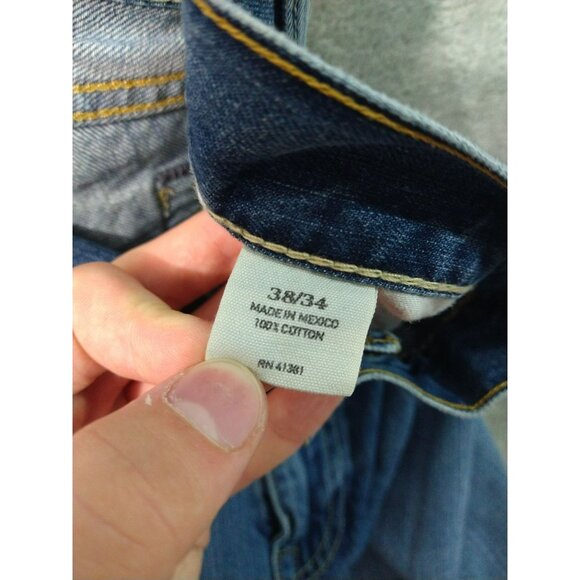 38/34
MADE IN MEXICO
100% COTTON
RN 41381